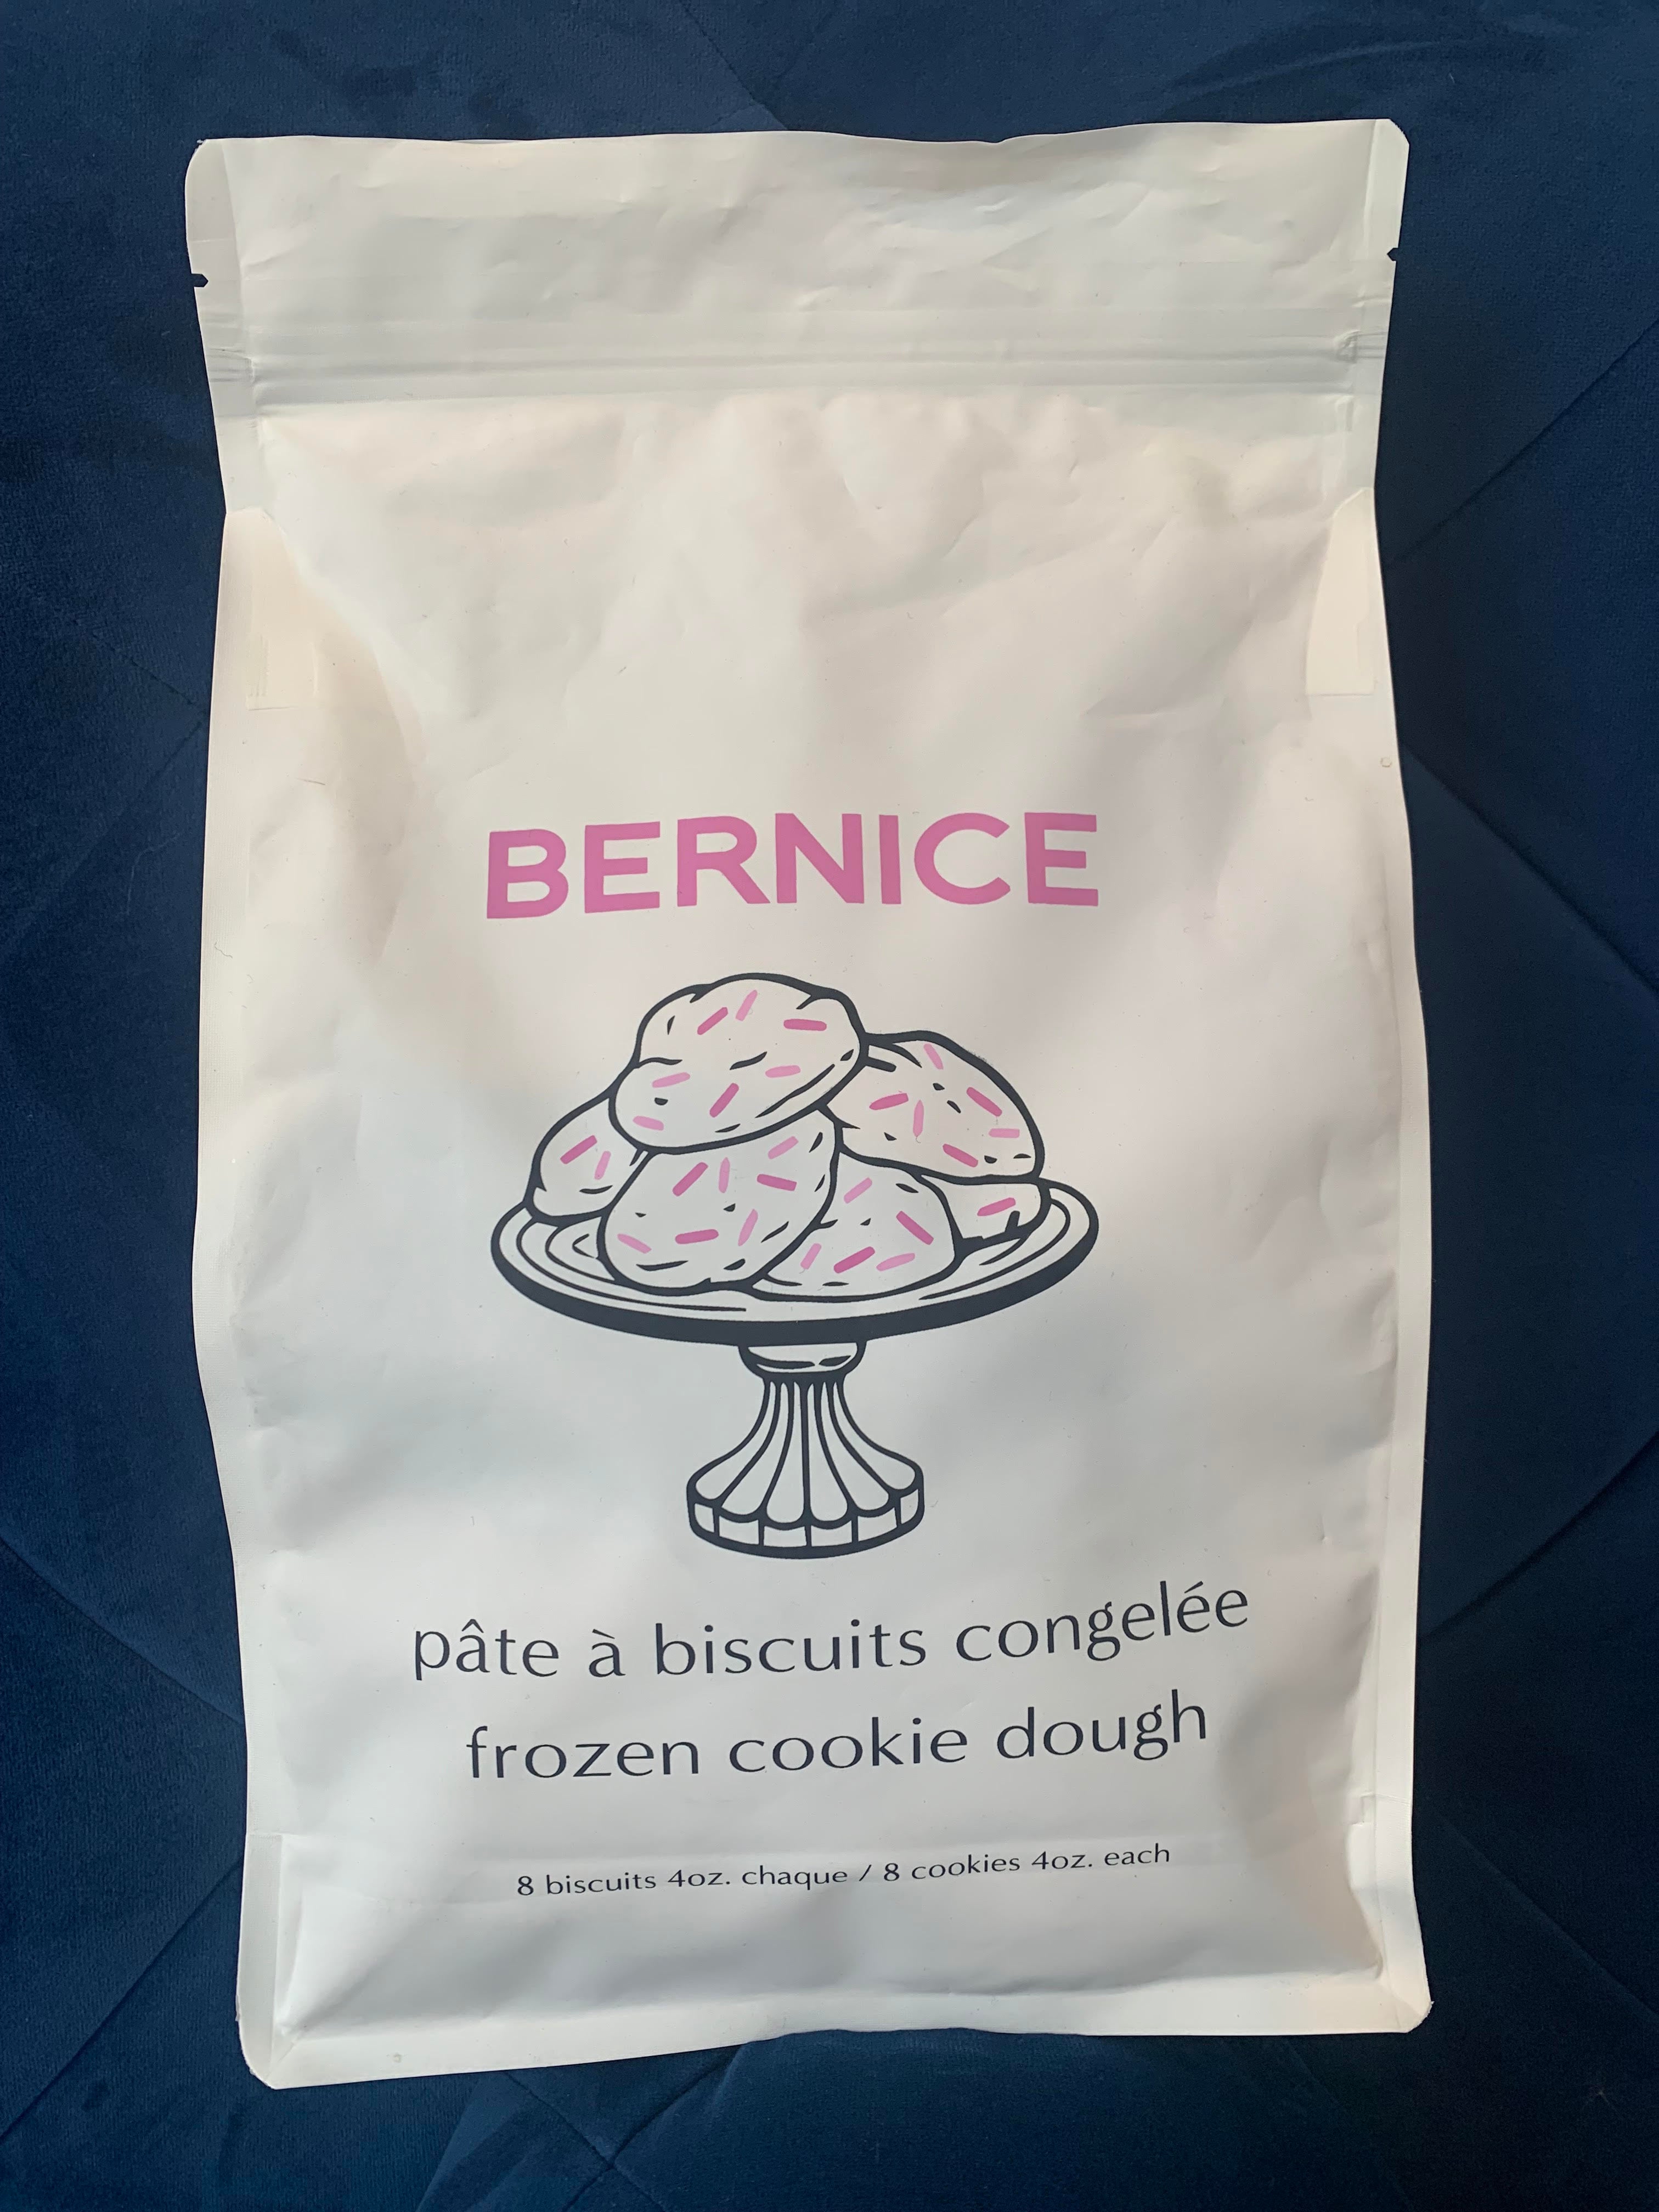 BERNICE
pâte à biscuits congelée
frozen cookie dough
8 biscuits 4oz. chaque / 8 cookies 4oz. each